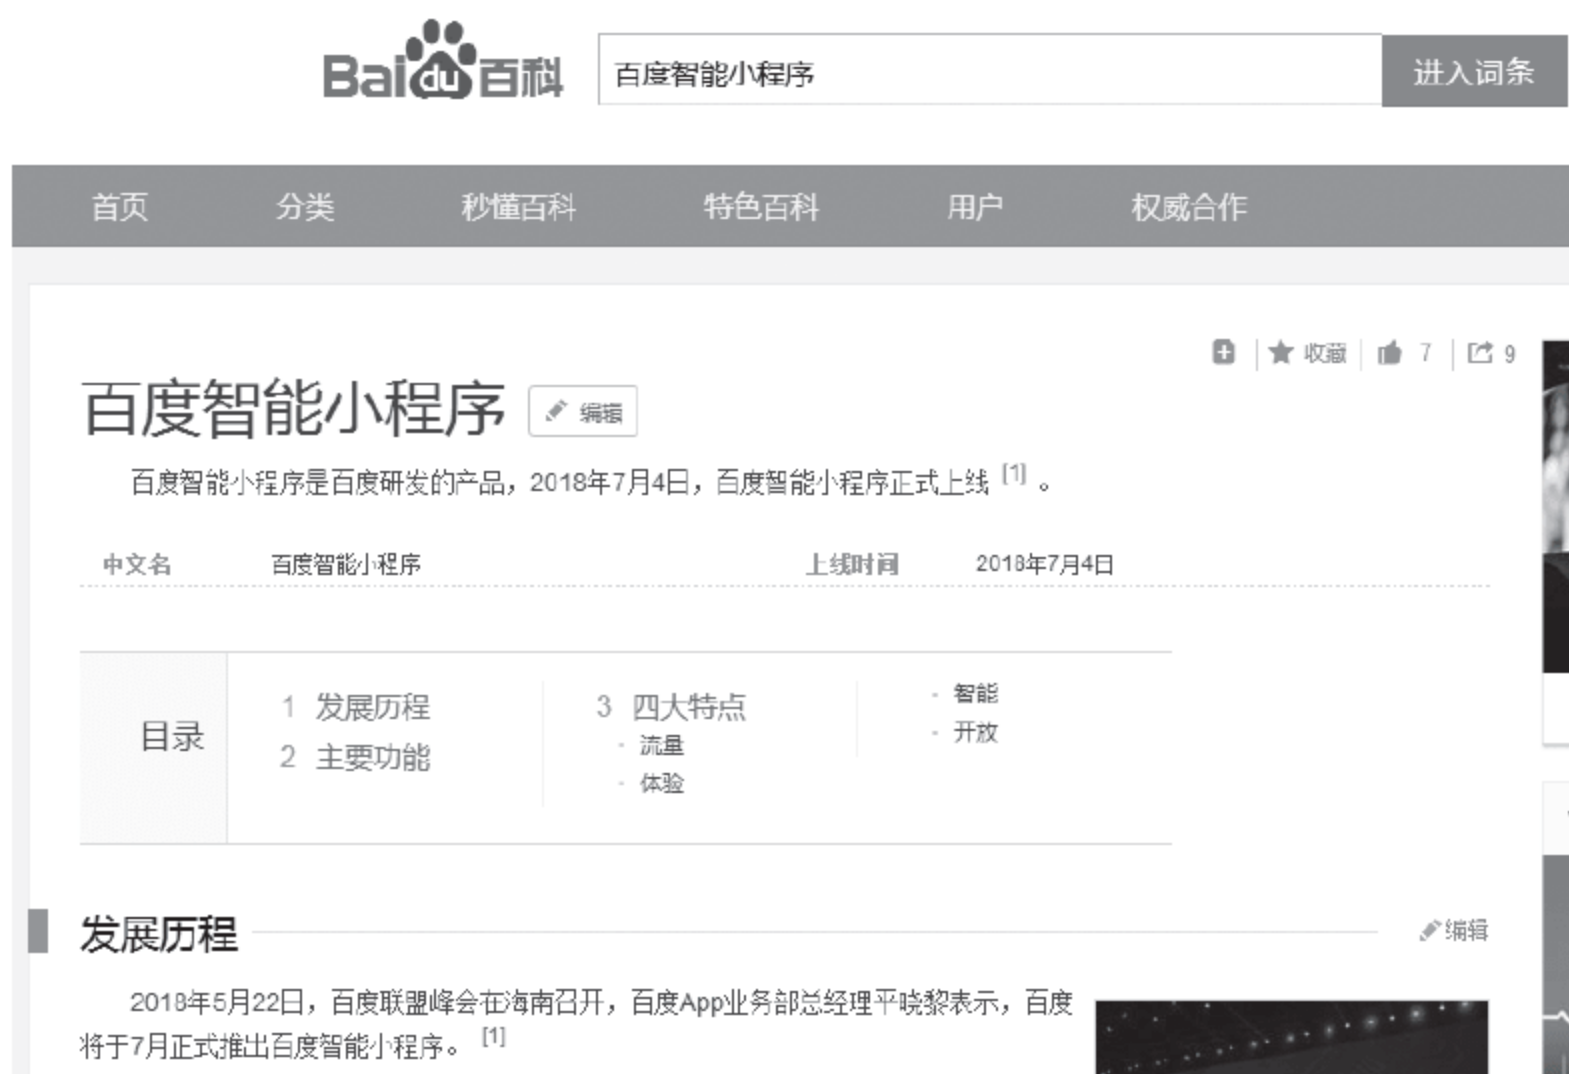 Bai du 百科
百度智能小程序
进入词条
首页 分类 秒懂百科 特色百科 用户 权威合作
收藏 7 9
百度智能小程序 编辑
百度智能小程序是百度研发的产品，2018年7月4日，百度智能小程序正式上线 [1] 。
中文名 百度智能小程序 上线时间 2018年7月4日
目录
1 发展历程
2 主要功能
3 四大特点
· 流量
· 体验
· 智能
· 开放
发展历程 编辑
2018年5月22日，百度联盟峰会在海南召开，百度App业务部总经理平晓黎表示，百度
将于7月正式推出百度智能小程序。 [1]